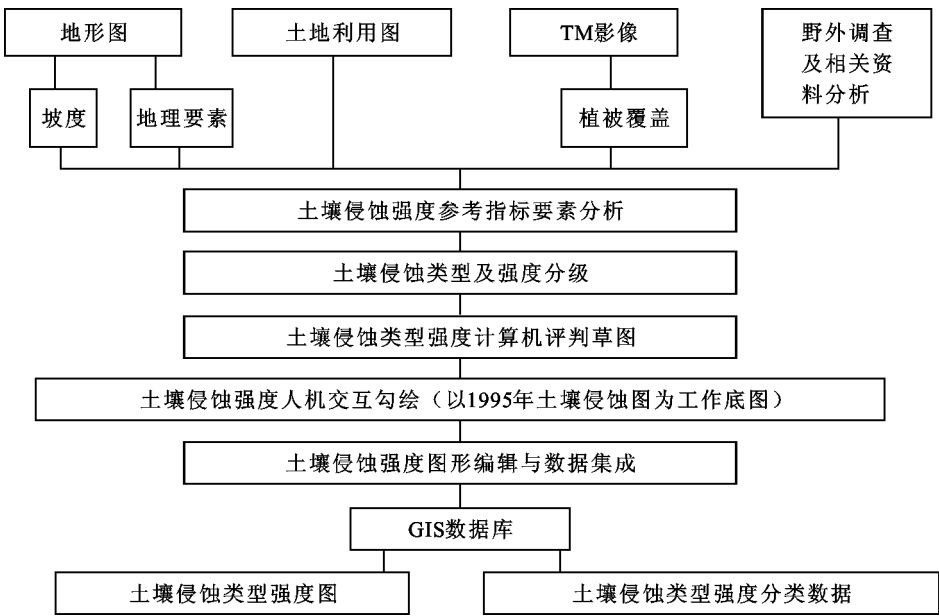 地形图
土地利用图
TM影像
野外调查
及相关资
料分析
坡度
地理要素
植被覆盖
土壤侵蚀强度参考指标要素分析
土壤侵蚀类型及强度分级
土壤侵蚀类型强度计算机评判草图
土壤侵蚀强度人机交互勾绘（以1995年土壤侵蚀图为工作底图）
土壤侵蚀强度图形编辑与数据集成
GIS数据库
土壤侵蚀类型强度图
土壤侵蚀类型强度分类数据